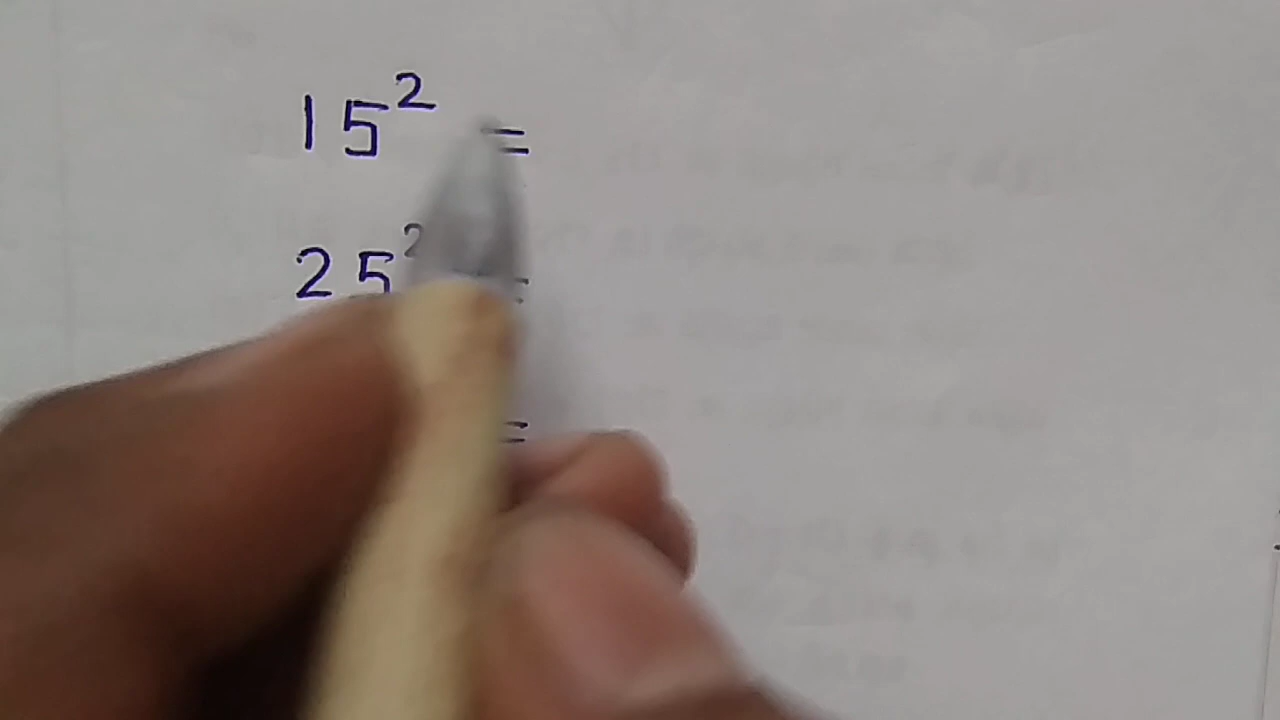 15² =
25² =
=